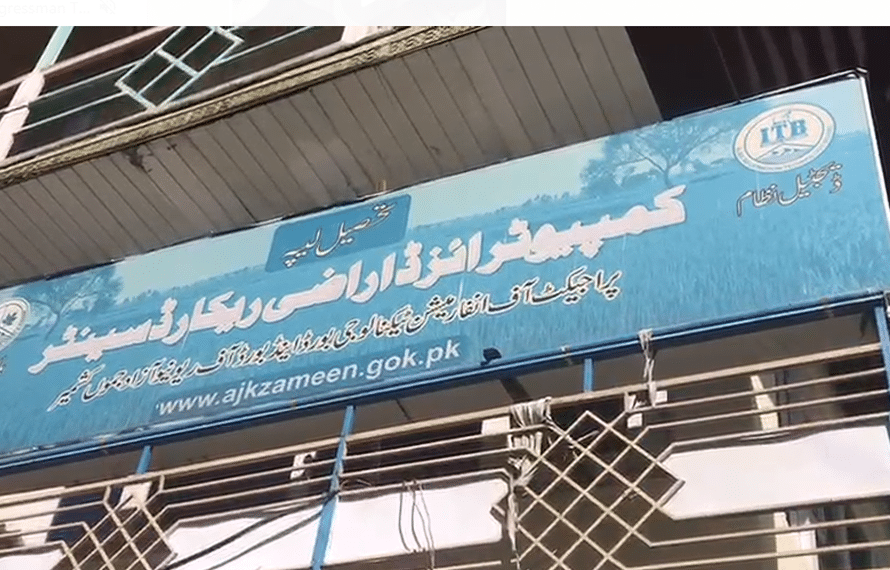 ITB
ڈیجیٹل نظام
تحصیل لیپہ
کمپیوٹرائزڈ اراضی ریکارڈ سینٹر
پراجیکٹ آف انفارمیشن ٹیکنالوجی بورڈ اینڈ بورڈ آف ریونیو آزاد جموں کشمیر
www.ajkzameen.gok.pk